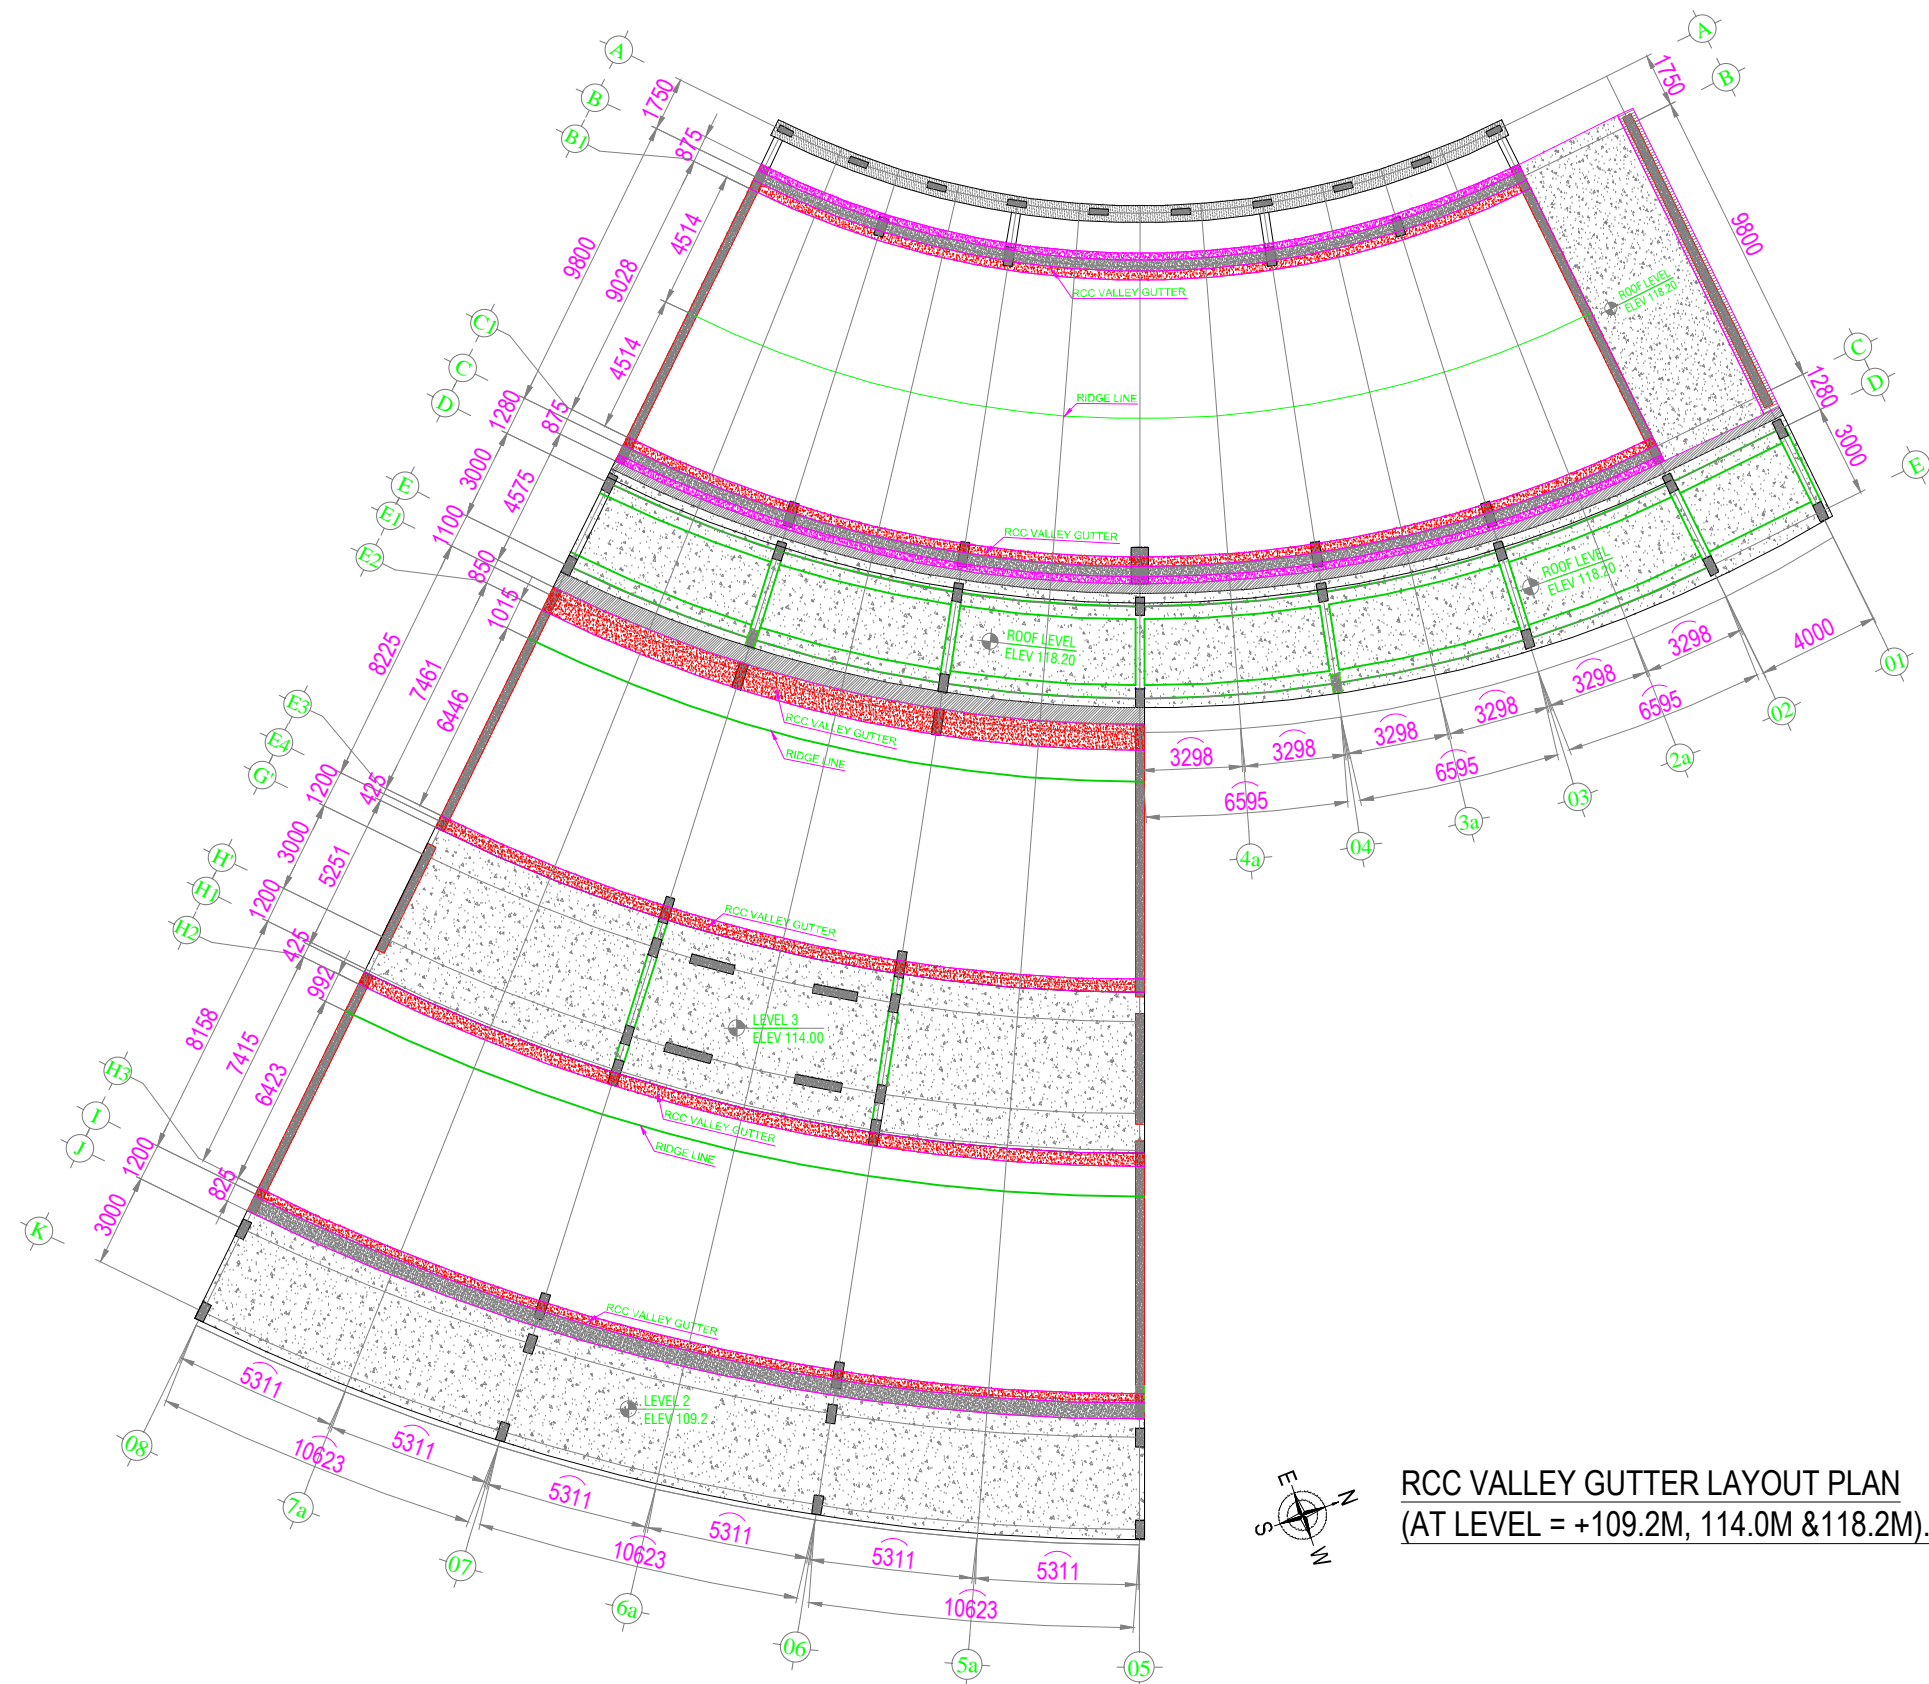 A
B
B1
1750
875
4514
9800
9028
4514
C1
C
D
1280
875
3000
4575
E
E1
E2
1100
850
1015
8225
7461
6446
E3
E4
G'
1200
425
3000
5251
H'
H1
H2
1200
425
992
8158
7415
6423
H3
I
J
1200
825
3000
K
A
B
1750
9800
C
D
1280
3000
E
RCC VALLEY GUTTER
ROOF LEVEL
ELEV 118.20
RIDGE LINE
RCC VALLEY GUTTER
ROOF LEVEL
ELEV 118.20
ROOF LEVEL
ELEV 118.20
RCC VALLEY GUTTER
RIDGE LINE
3298
3298
3298
3298
3298
3298
4000
6595
6595
6595
01
02
2a
03
3a
04
4a
RCC VALLEY GUTTER
LEVEL 3
ELEV 114.00
RCC VALLEY GUTTER
RIDGE LINE
RCC VALLEY GUTTER
LEVEL 2
ELEV 109.2
5311
5311
5311
5311
5311
5311
10623
10623
10623
08
7a
07
6a
06
5a
05
E
N
S
W
RCC VALLEY GUTTER LAYOUT PLAN
(AT LEVEL = +109.2M, 114.0M &118.2M).